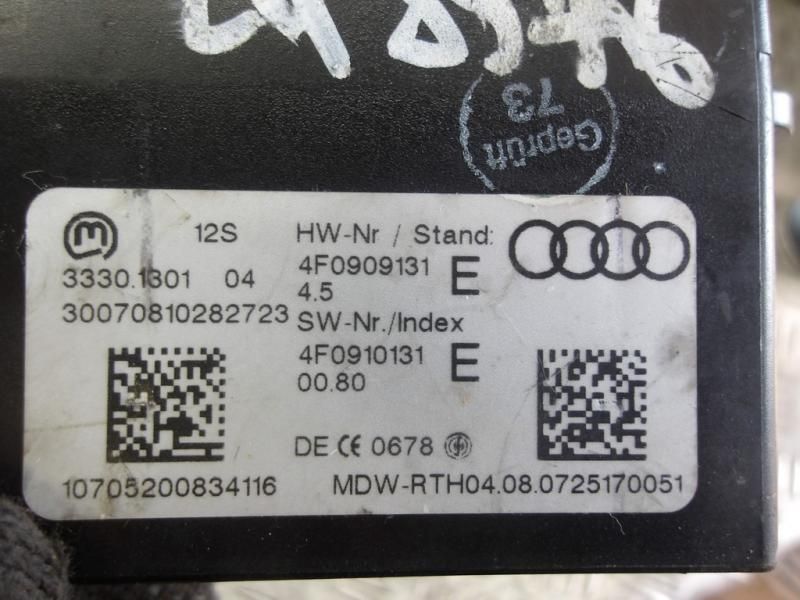 Geprüft
73
M 12S HW-Nr / Stand:
3330.1301 04 4F0909131 E
4.5
30070810282723 SW-Nr./Index
4F0910131 E
00.80
DE CE 0678
10705200834116 MDW-RTH04.08.0725170051